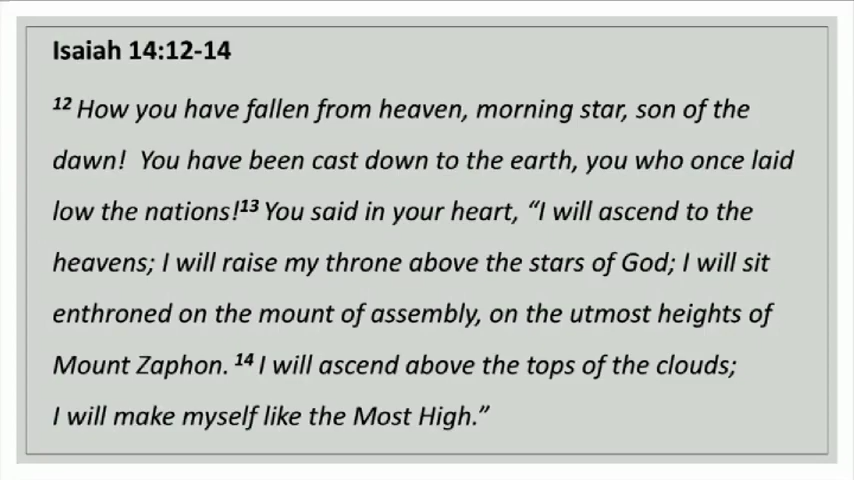 Isaiah 14:12-14
12 How you have fallen from heaven, morning star, son of the
dawn! You have been cast down to the earth, you who once laid
low the nations!13 You said in your heart, “I will ascend to the
heavens; I will raise my throne above the stars of God; I will sit
enthroned on the mount of assembly, on the utmost heights of
Mount Zaphon. 14 I will ascend above the tops of the clouds;
I will make myself like the Most High.”